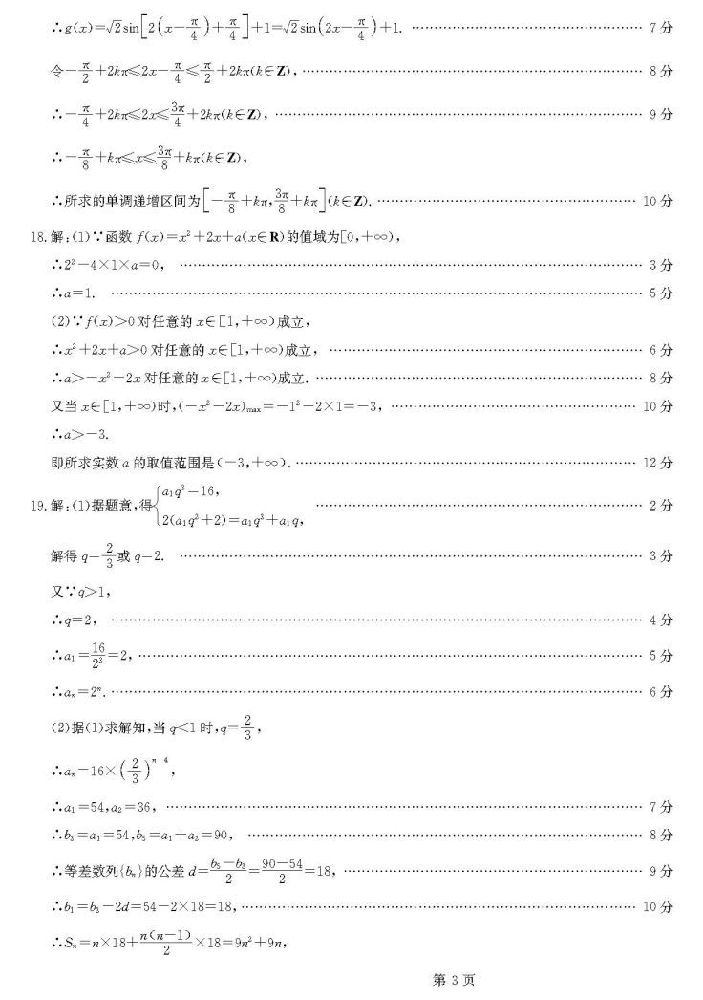 ∴g(x)=√2sin[2(x-π/4)+π/4]+1=√2sin(2x-π/4)+1. ………… 7分
令-π/2+2kπ≤2x-π/4≤π/2+2kπ(k∈Z), ………… 8分
∴-π/4+2kπ≤2x≤3π/4+2kπ(k∈Z), ………… 9分
∴-π/8+kπ≤x≤3π/8+kπ(k∈Z),
∴所求的单调递增区间为[-π/8+kπ,3π/8+kπ](k∈Z). ………… 10分
18.解:(1)∵函数 f(x)=x²+2x+a(x∈R)的值域为[0,+∞),
∴2²-4×1×a=0, ………… 3分
∴a=1. ………… 5分
(2)∵f(x)>0对任意的x∈[1,+∞)成立,
∴x²+2x+a>0对任意的x∈[1,+∞)成立, ………… 6分
∴a>-x²-2x对任意的x∈[1,+∞)成立. ………… 8分
又当x∈[1,+∞)时,(-x²-2x)max=-1²-2×1=-3, ………… 10分
∴a>-3.
即所求实数a的取值范围是(-3,+∞). ………… 12分
19.解:(1)据题意,得{a₁q³=16, 2(a₁q²+2)=a₁q³+a₁q, ………… 2分
解得q=2/3或q=2. ………… 3分
又∵q>1,
∴q=2, ………… 4分
∴a₁=16/2³=2, ………… 5分
∴aₙ=2ⁿ. ………… 6分
(2)据(1)求解知,当q<1时,q=2/3,
∴aₙ=16×(2/3)ⁿ⁻⁴,
∴a₁=54,a₂=36, ………… 7分
∴b₃=a₁=54,b₅=a₁+a₂=90, ………… 8分
∴等差数列{bₙ}的公差d=(b₅-b₃)/2=(90-54)/2=18, ………… 9分
∴b₁=b₃-2d=54-2×18=18, ………… 10分
∴Sₙ=n×18+n(n-1)/2×18=9n²+9n,
第 3 页